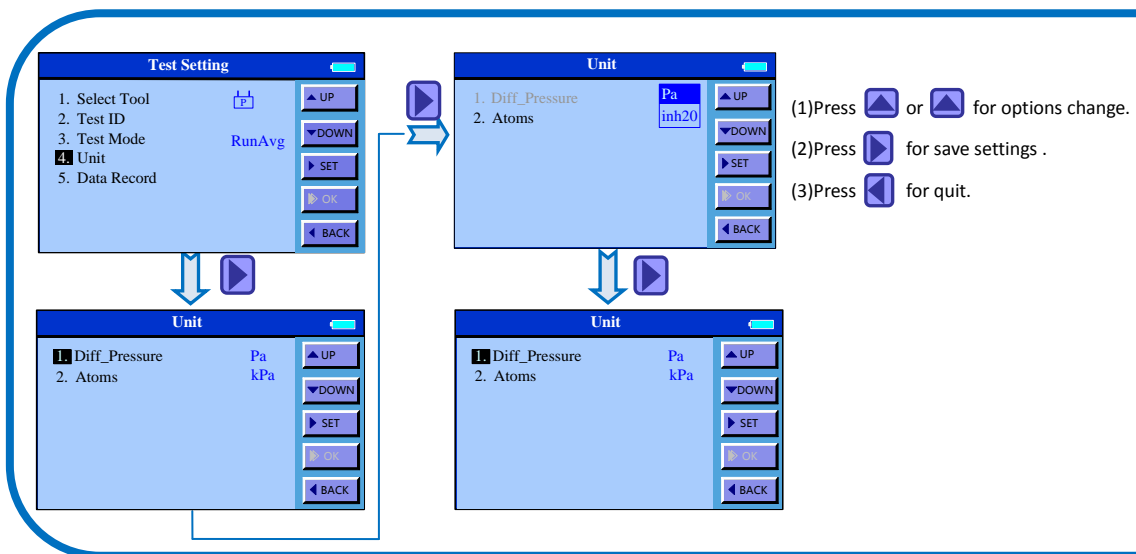 Test Setting
1. Select Tool
P
2. Test ID
3. Test Mode RunAvg
4. Unit
5. Data Record
UP
DOWN
SET
OK
BACK
Unit
1. Diff_Pressure Pa
2. Atoms inh20
UP
DOWN
SET
OK
BACK
(1)Press or for options change.
(2)Press for save settings .
(3)Press for quit.
Unit
1. Diff_Pressure Pa
2. Atoms kPa
UP
DOWN
SET
OK
BACK
Unit
1. Diff_Pressure Pa
2. Atoms kPa
UP
DOWN
SET
OK
BACK